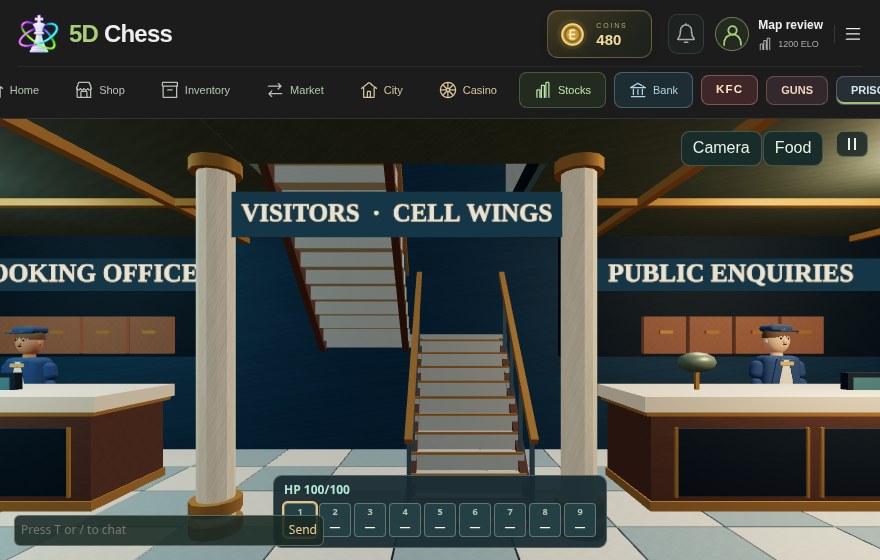 5D Chess
COINS
480
Map review
1200 ELO
Home
Shop
Inventory
Market
City
Casino
Stocks
Bank
KFC
GUNS
PRISO
Camera
Food
VISITORS · CELL WINGS
OOKING OFFICE
PUBLIC ENQUIRIES
HP 100/100
1 2 3 4 5 6 7 8 9
Press T or / to chat
Send